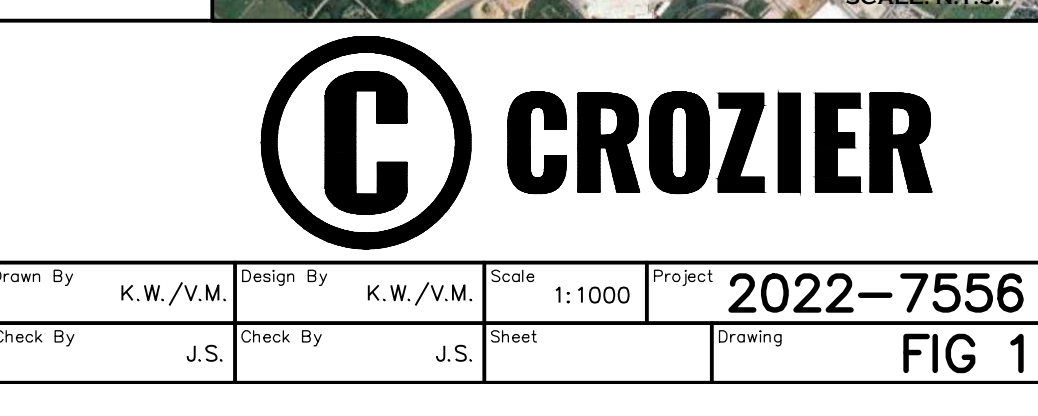 SCALE: N.T.S.
C CROZIER
Drawn By K.W./V.M. Design By K.W./V.M. Scale 1:1000 Project 2022-7556
Check By J.S. Check By J.S. Sheet Drawing FIG 1